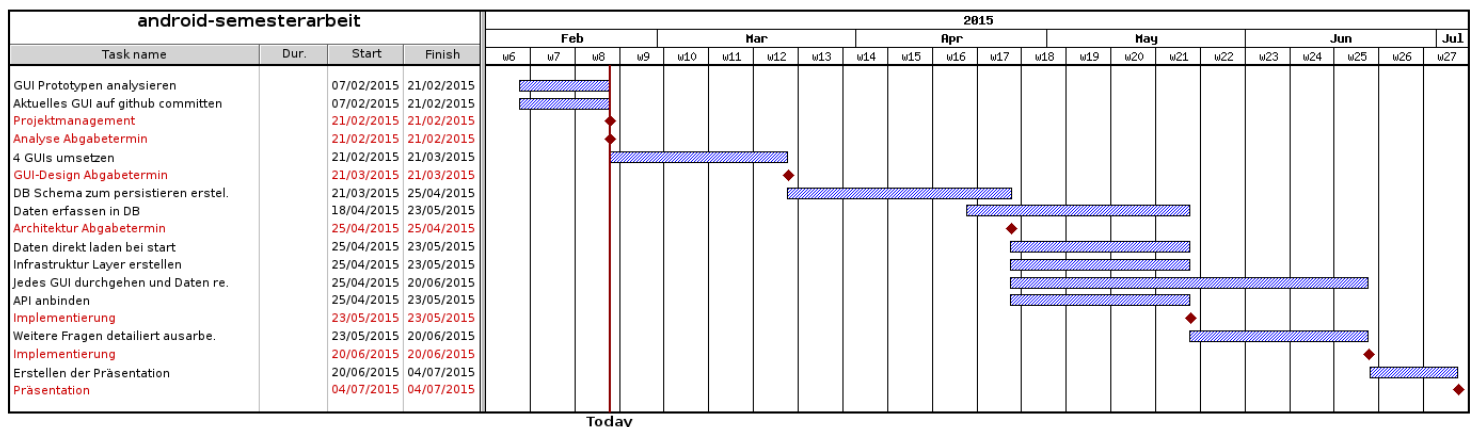 android-semesterarbeit
2015
Feb Mar Apr May Jun Jul
Task name Dur. Start Finish
w6 w7 w8 w9 w10 w11 w12 w13 w14 w15 w16 w17 w18 w19 w20 w21 w22 w23 w24 w25 w26 w27
GUI Prototypen analysieren 07/02/2015 21/02/2015
Aktuelles GUI auf github committen 07/02/2015 21/02/2015
Projektmanagement 21/02/2015 21/02/2015
Analyse Abgabetermin 21/02/2015 21/02/2015
4 GUIs umsetzen 21/02/2015 21/03/2015
GUI-Design Abgabetermin 21/03/2015 21/03/2015
DB Schema zum persistieren erstel. 21/03/2015 25/04/2015
Daten erfassen in DB 18/04/2015 23/05/2015
Architektur Abgabetermin 25/04/2015 25/04/2015
Daten direkt laden bei start 25/04/2015 23/05/2015
Infrastruktur Layer erstellen 25/04/2015 23/05/2015
Jedes GUI durchgehen und Daten re. 25/04/2015 20/06/2015
API anbinden 25/04/2015 23/05/2015
Implementierung 23/05/2015 23/05/2015
Weitere Fragen detailiert ausarbe. 23/05/2015 20/06/2015
Implementierung 20/06/2015 20/06/2015
Erstellen der Präsentation 20/06/2015 04/07/2015
Präsentation 04/07/2015 04/07/2015
Today